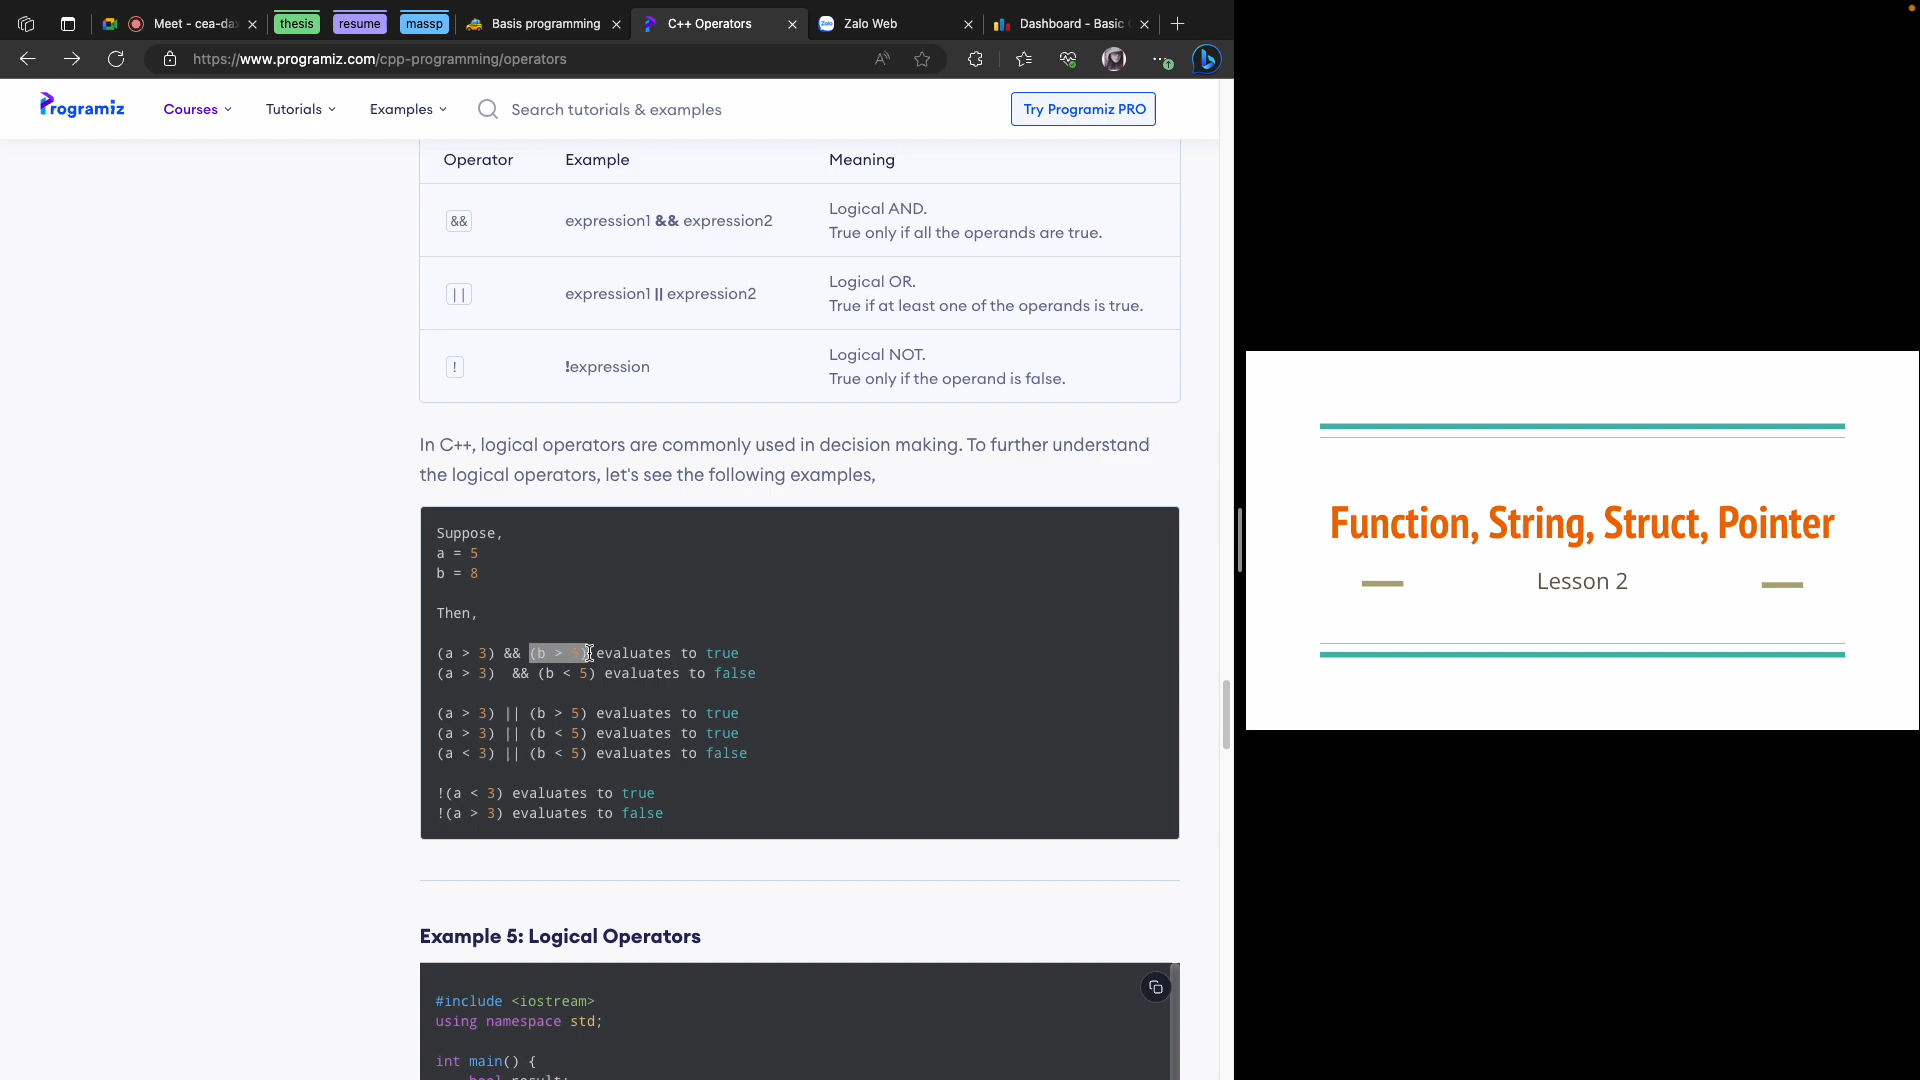 Meet - cea-da
thesis
resume
massp
Basis programming
C++ Operators
Zalo Web
Dashboard - Basic
https://www.programiz.com/cpp-programming/operators
Programiz
Courses
Tutorials
Examples
Search tutorials & examples
Try Programiz PRO
Operator Example Meaning
&& expression1 && expression2 Logical AND.
True only if all the operands are true.
|| expression1 || expression2 Logical OR.
True if at least one of the operands is true.
! !expression Logical NOT.
True only if the operand is false.
In C++, logical operators are commonly used in decision making. To further understand
the logical operators, let's see the following examples,
Suppose,
a = 5
b = 8
Then,
(a > 3) && (b > 5) evaluates to true
(a > 3)  && (b < 5) evaluates to false
(a > 3) || (b > 5) evaluates to true
(a > 3) || (b < 5) evaluates to true
(a < 3) || (b < 5) evaluates to false
!(a < 3) evaluates to true
!(a > 3) evaluates to false
Example 5: Logical Operators
#include <iostream>
using namespace std;
int main() {
bool result;
Function, String, Struct, Pointer
Lesson 2